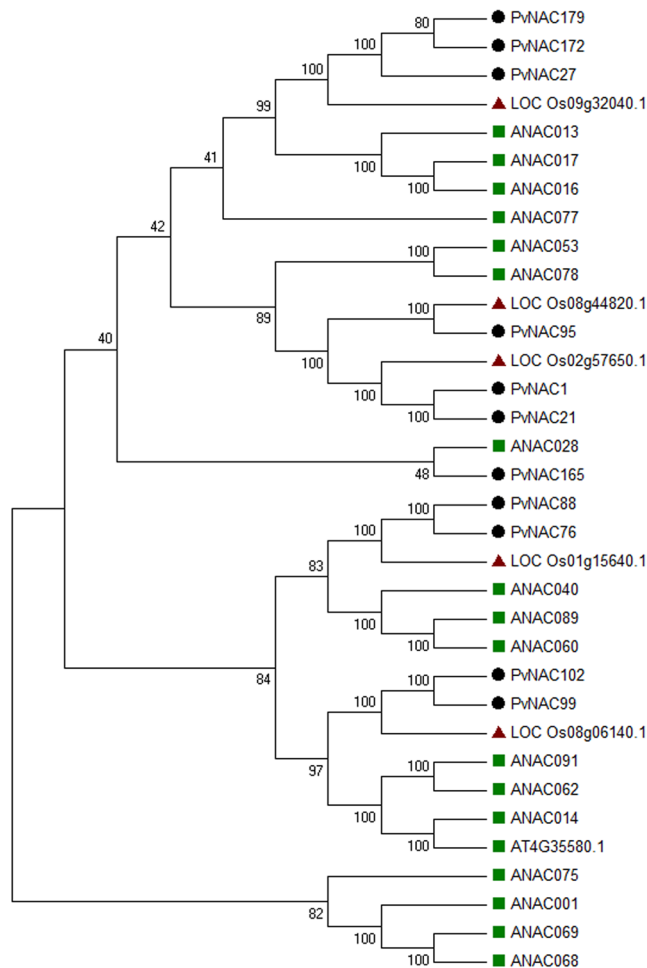 80
PvNAC179
PvNAC172
100
PvNAC27
100
LOC Os09g32040.1
99
ANAC013
100
ANAC017
100
ANAC016
41
ANAC077
42
100
ANAC053
ANAC078
89
100
LOC Os08g44820.1
PvNAC95
100
LOC Os02g57650.1
100
PvNAC1
100
PvNAC21
40
ANAC028
48
PvNAC165
100
PvNAC88
PvNAC76
100
LOC Os01g15640.1
83
ANAC040
100
ANAC089
100
ANAC060
84
100
PvNAC102
PvNAC99
100
LOC Os08g06140.1
97
100
ANAC091
ANAC062
100
ANAC014
100
AT4G35580.1
ANAC075
82
ANAC001
100
ANAC069
100
ANAC068